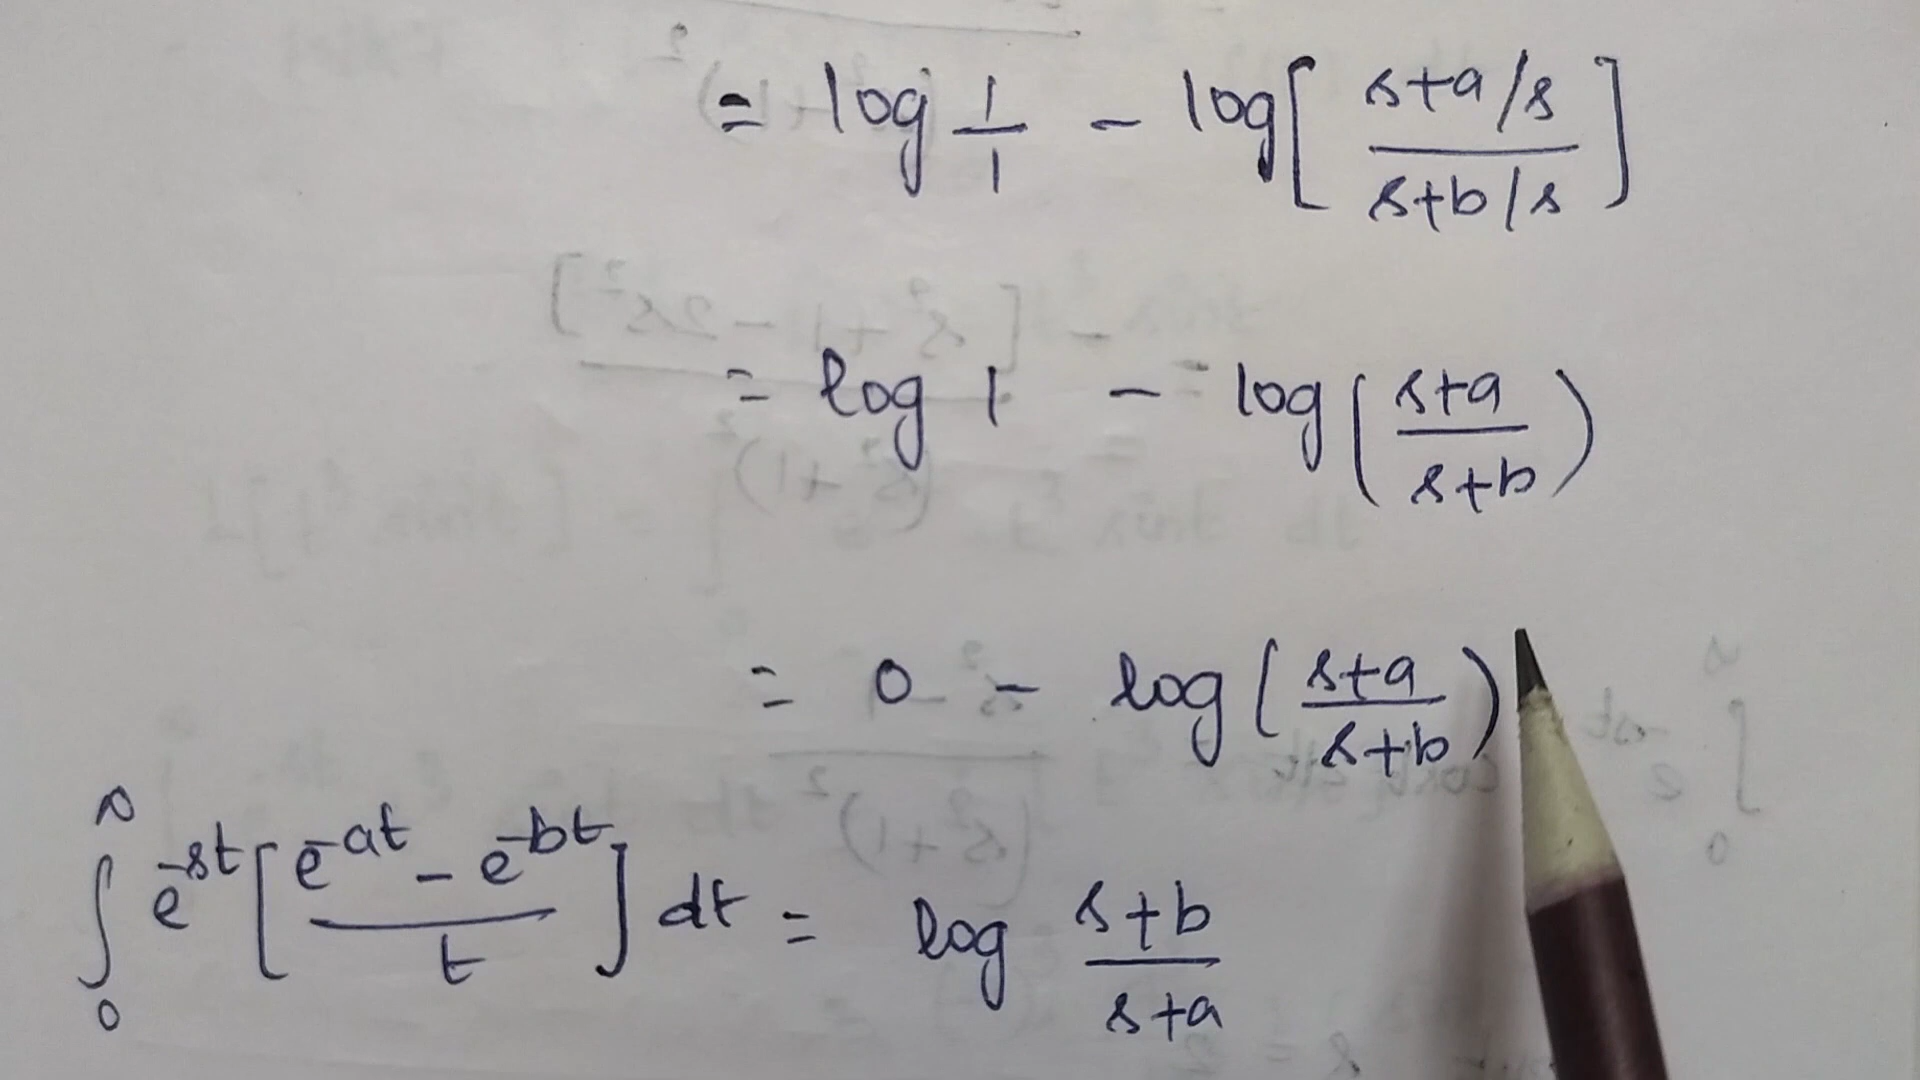 = log 1/1 - log[ s+a/s / s+b/s ]
= log 1 - log( s+a / s+b )
= 0 - log( s+a / s+b )
∫₀^∞ e^-st [ e^-at - e^-bt / t ] dt = log s+b / s+a